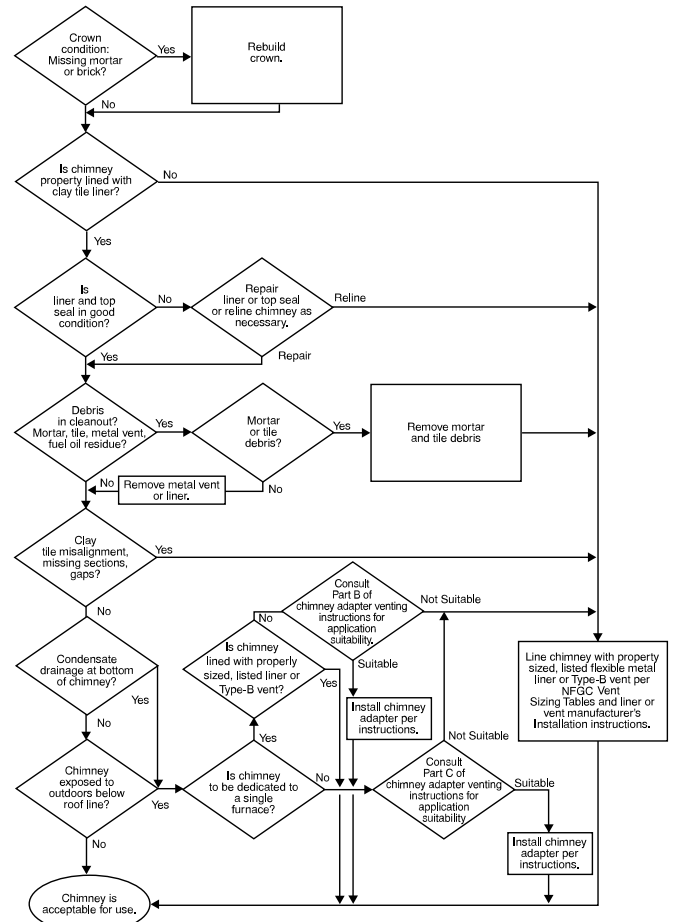 Crown
condition:
Missing mortar
or brick?
Yes
Rebuild
crown.
No
Is chimney
property lined with
clay tile liner?
No
Yes
Is
liner and top
seal in good
condition?
No
Repair
liner or top seal
or reline chimney as
necessary.
Reline
Yes
Repair
Debris
in cleanout?
Mortar, tile, metal vent,
fuel oil residue?
Yes
Mortar
or tile
debris?
Yes
Remove mortar
and tile debris
No
Remove metal vent
or liner.
No
Clay
tile misalignment,
missing sections,
gaps?
Yes
No
Condensate
drainage at bottom
of chimney?
Yes
No
Is chimney
lined with properly
sized, listed liner or
Type-B vent?
No
Yes
Consult
Part B of
chimney adapter venting
instructions for
application
suitability.
Not Suitable
Suitable
Install chimney
adapter per
instructions.
Line chimney with property
sized, listed flexible metal
liner or Type-B vent per
NFGC Vent
Sizing Tables and liner or
vent manufacturer's
Installation instructions.
Chimney
exposed to
outdoors below
roof line?
Yes
Is chimney
to be dedicated to
a single
furnace?
Yes
No
Consult
Part C of
chimney adapter venting
instructions for
application
suitability
Not Suitable
Suitable
Install chimney
adapter per
instructions.
No
Chimney is
acceptable for use.